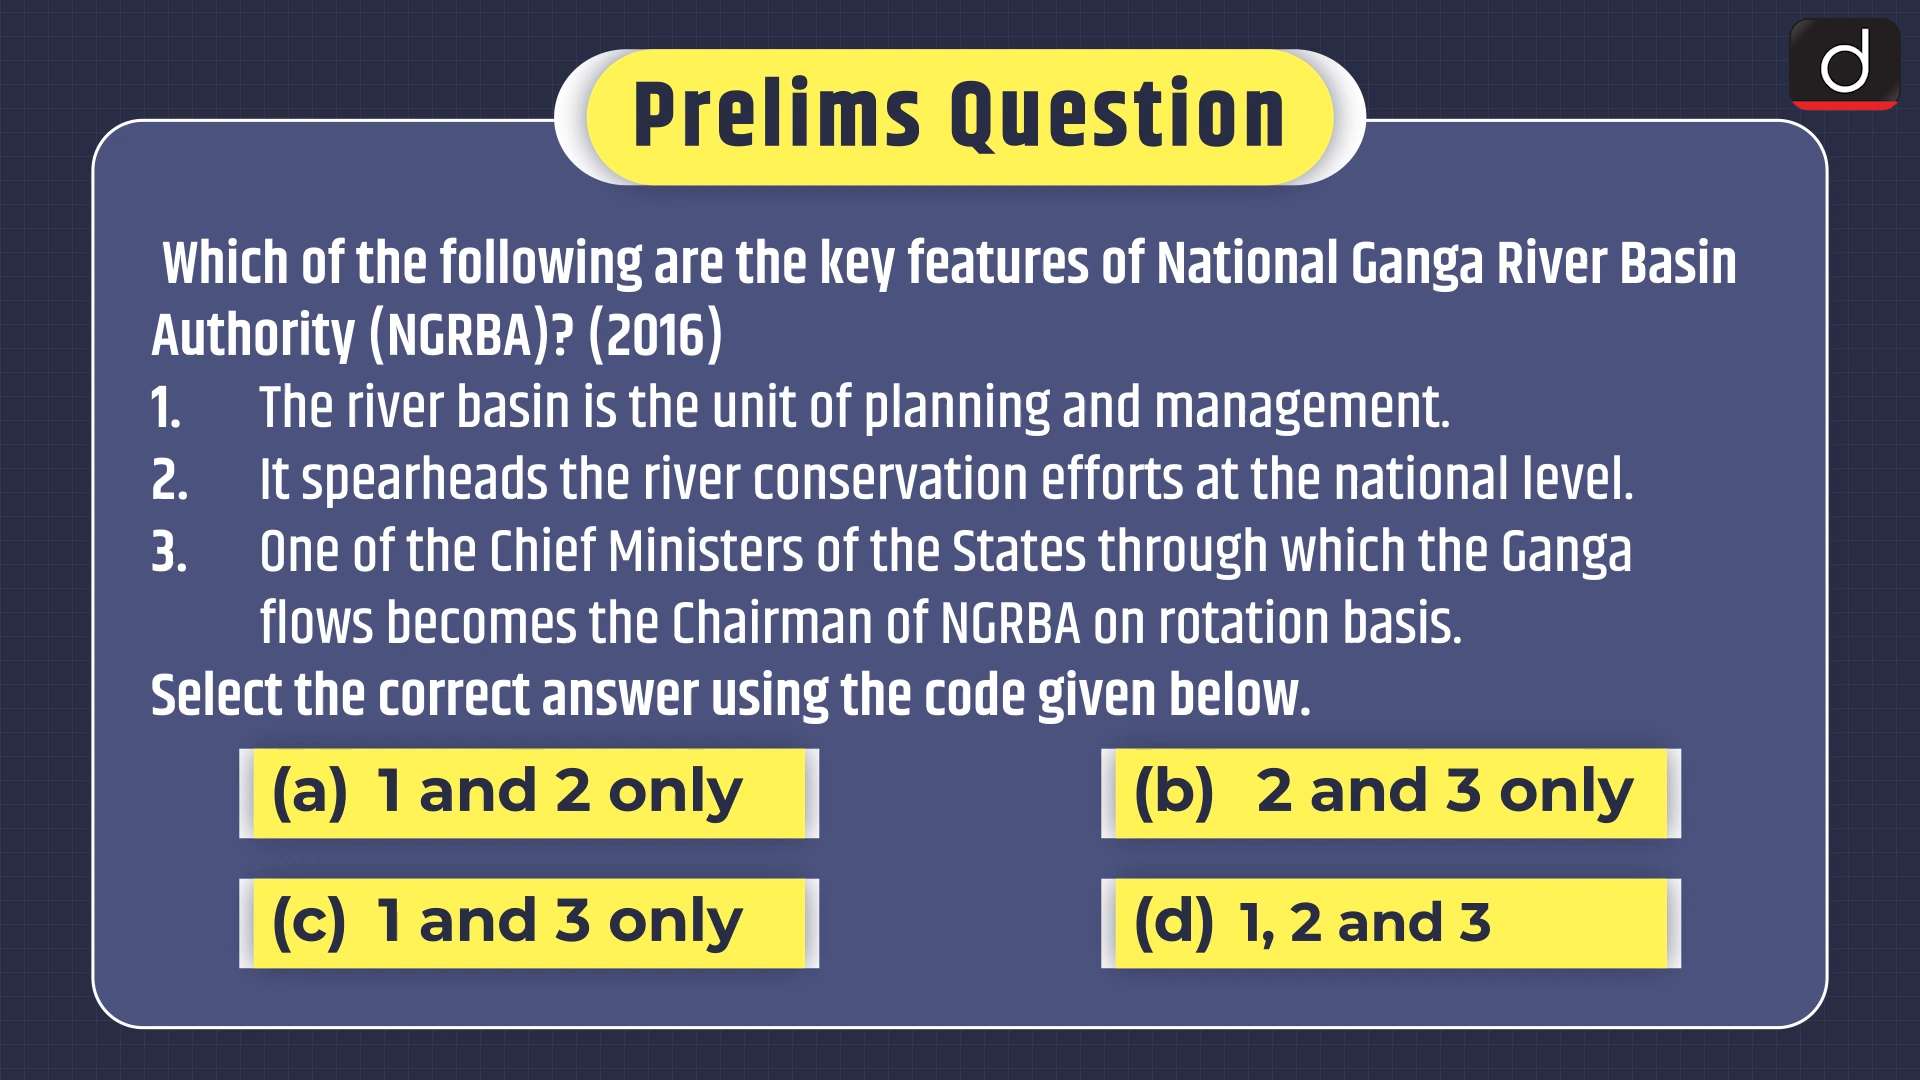 Prelims Question
d
Which of the following are the key features of National Ganga River Basin
Authority (NGRBA)? (2016)
1. The river basin is the unit of planning and management.
2. It spearheads the river conservation efforts at the national level.
3. One of the Chief Ministers of the States through which the Ganga
flows becomes the Chairman of NGRBA on rotation basis.
Select the correct answer using the code given below.
(a) 1 and 2 only
(b) 2 and 3 only
(c) 1 and 3 only
(d) 1, 2 and 3